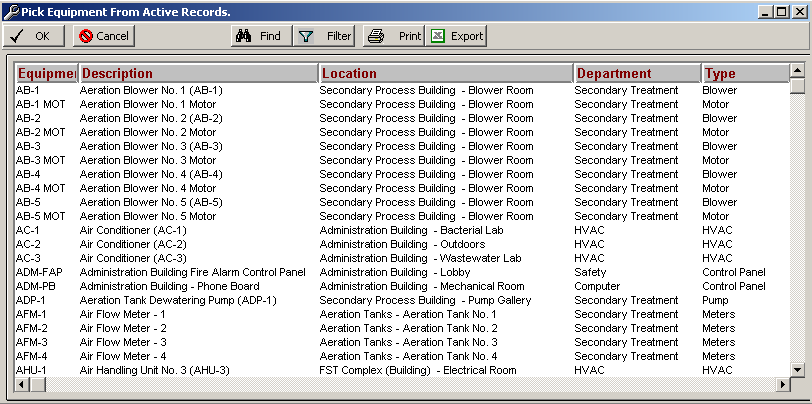 Pick Equipment From Active Records.
OK Cancel Find Filter Print Export
Equipmer Description Location Department Type
AB-1 Aeration Blower No. 1 (AB-1) Secondary Process Building - Blower Room Secondary Treatment Blower
AB-1 MOT Aeration Blower No. 1 Motor Secondary Process Building - Blower Room Secondary Treatment Motor
AB-2 Aeration Blower No. 2 (AB-2) Secondary Process Building - Blower Room Secondary Treatment Blower
AB-2 MOT Aeration Blower No. 2 Motor Secondary Process Building - Blower Room Secondary Treatment Motor
AB-3 Aeration Blower No. 3 (AB-3) Secondary Process Building - Blower Room Secondary Treatment Blower
AB-3 MOT Aeration Blower No. 3 Motor Secondary Process Building - Blower Room Secondary Treatment Motor
AB-4 Aeration Blower No. 4 (AB-4) Secondary Process Building - Blower Room Secondary Treatment Blower
AB-4 MOT Aeration Blower No. 4 Motor Secondary Process Building - Blower Room Secondary Treatment Motor
AB-5 Aeration Blower No. 5 (AB-5) Secondary Process Building - Blower Room Secondary Treatment Blower
AB-5 MOT Aeration Blower No. 5 Motor Secondary Process Building - Blower Room Secondary Treatment Motor
AC-1 Air Conditioner (AC-1) Administration Building - Bacterial Lab HVAC HVAC
AC-2 Air Conditioner (AC-2) Administration Building - Outdoors HVAC HVAC
AC-3 Air Conditioner (AC-3) Administration Building - Wastewater Lab HVAC HVAC
ADM-FAP Administration Building Fire Alarm Control Panel Administration Building - Lobby Safety Control Panel
ADM-PB Administration Building - Phone Board Administration Building - Mechanical Room Computer Control Panel
ADP-1 Aeration Tank Dewatering Pump (ADP-1) Secondary Process Building - Pump Gallery Secondary Treatment Pump
AFM-1 Air Flow Meter - 1 Aeration Tanks - Aeration Tank No. 1 Secondary Treatment Meters
AFM-2 Air Flow Meter - 2 Aeration Tanks - Aeration Tank No. 2 Secondary Treatment Meters
AFM-3 Air Flow Meter - 3 Aeration Tanks - Aeration Tank No. 3 Secondary Treatment Meters
AFM-4 Air Flow Meter - 4 Aeration Tanks - Aeration Tank No. 4 Secondary Treatment Meters
AHU-1 Air Handling Unit No. 3 (AHU-3) FST Complex (Building) - Electrical Room HVAC HVAC